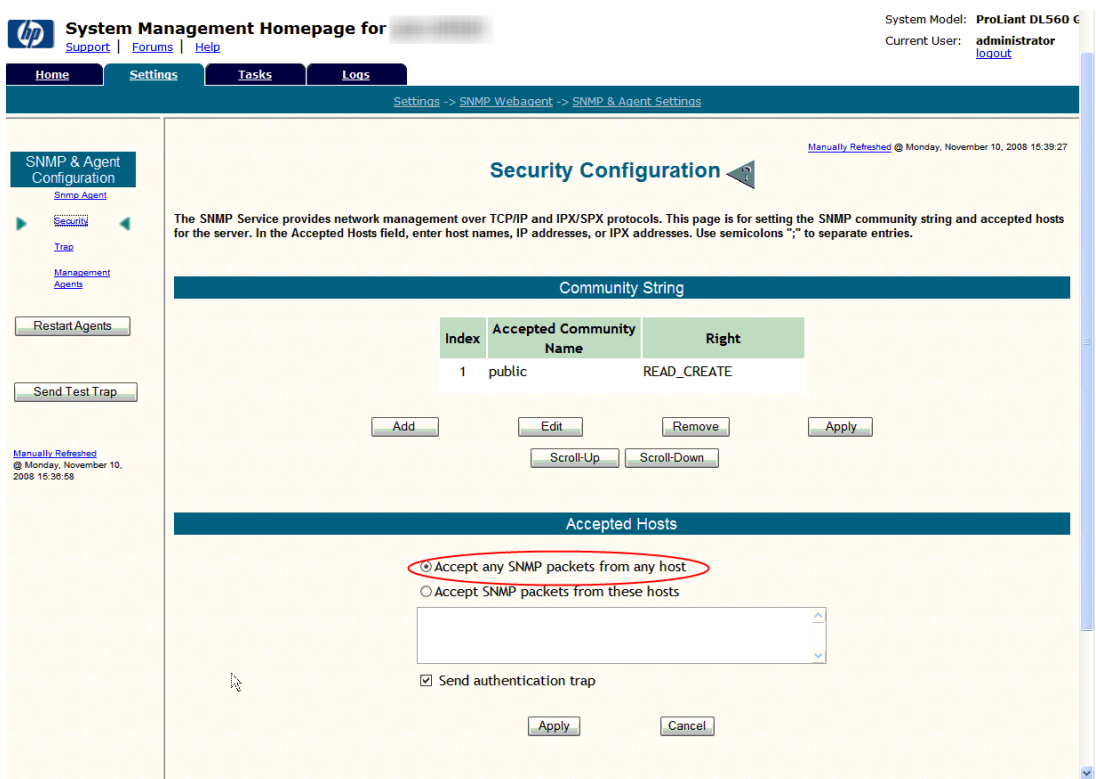 hp
System Management Homepage for
Support | Forums | Help
System Model: ProLiant DL560 G
Current User: administrator
logout
Home
Settings
Tasks
Logs
Settings -> SNMP Webagent -> SNMP & Agent Settings
SNMP & Agent
Configuration
Snmp Agent
Security
Trap
Management
Agents
Restart Agents
Send Test Trap
Manually Refreshed
@ Monday, November 10,
2008 15:36:58
Manually Refreshed @ Monday, November 10, 2008 15:39:27
Security Configuration ?
The SNMP Service provides network management over TCP/IP and IPX/SPX protocols. This page is for setting the SNMP community string and accepted hosts
for the server. In the Accepted Hosts field, enter host names, IP addresses, or IPX addresses. Use semicolons ";" to separate entries.
Community String
Index Accepted Community Name Right
1 public READ_CREATE
Add Edit Remove Apply
Scroll-Up Scroll-Down
Accepted Hosts
Accept any SNMP packets from any host
Accept SNMP packets from these hosts
Send authentication trap
Apply Cancel